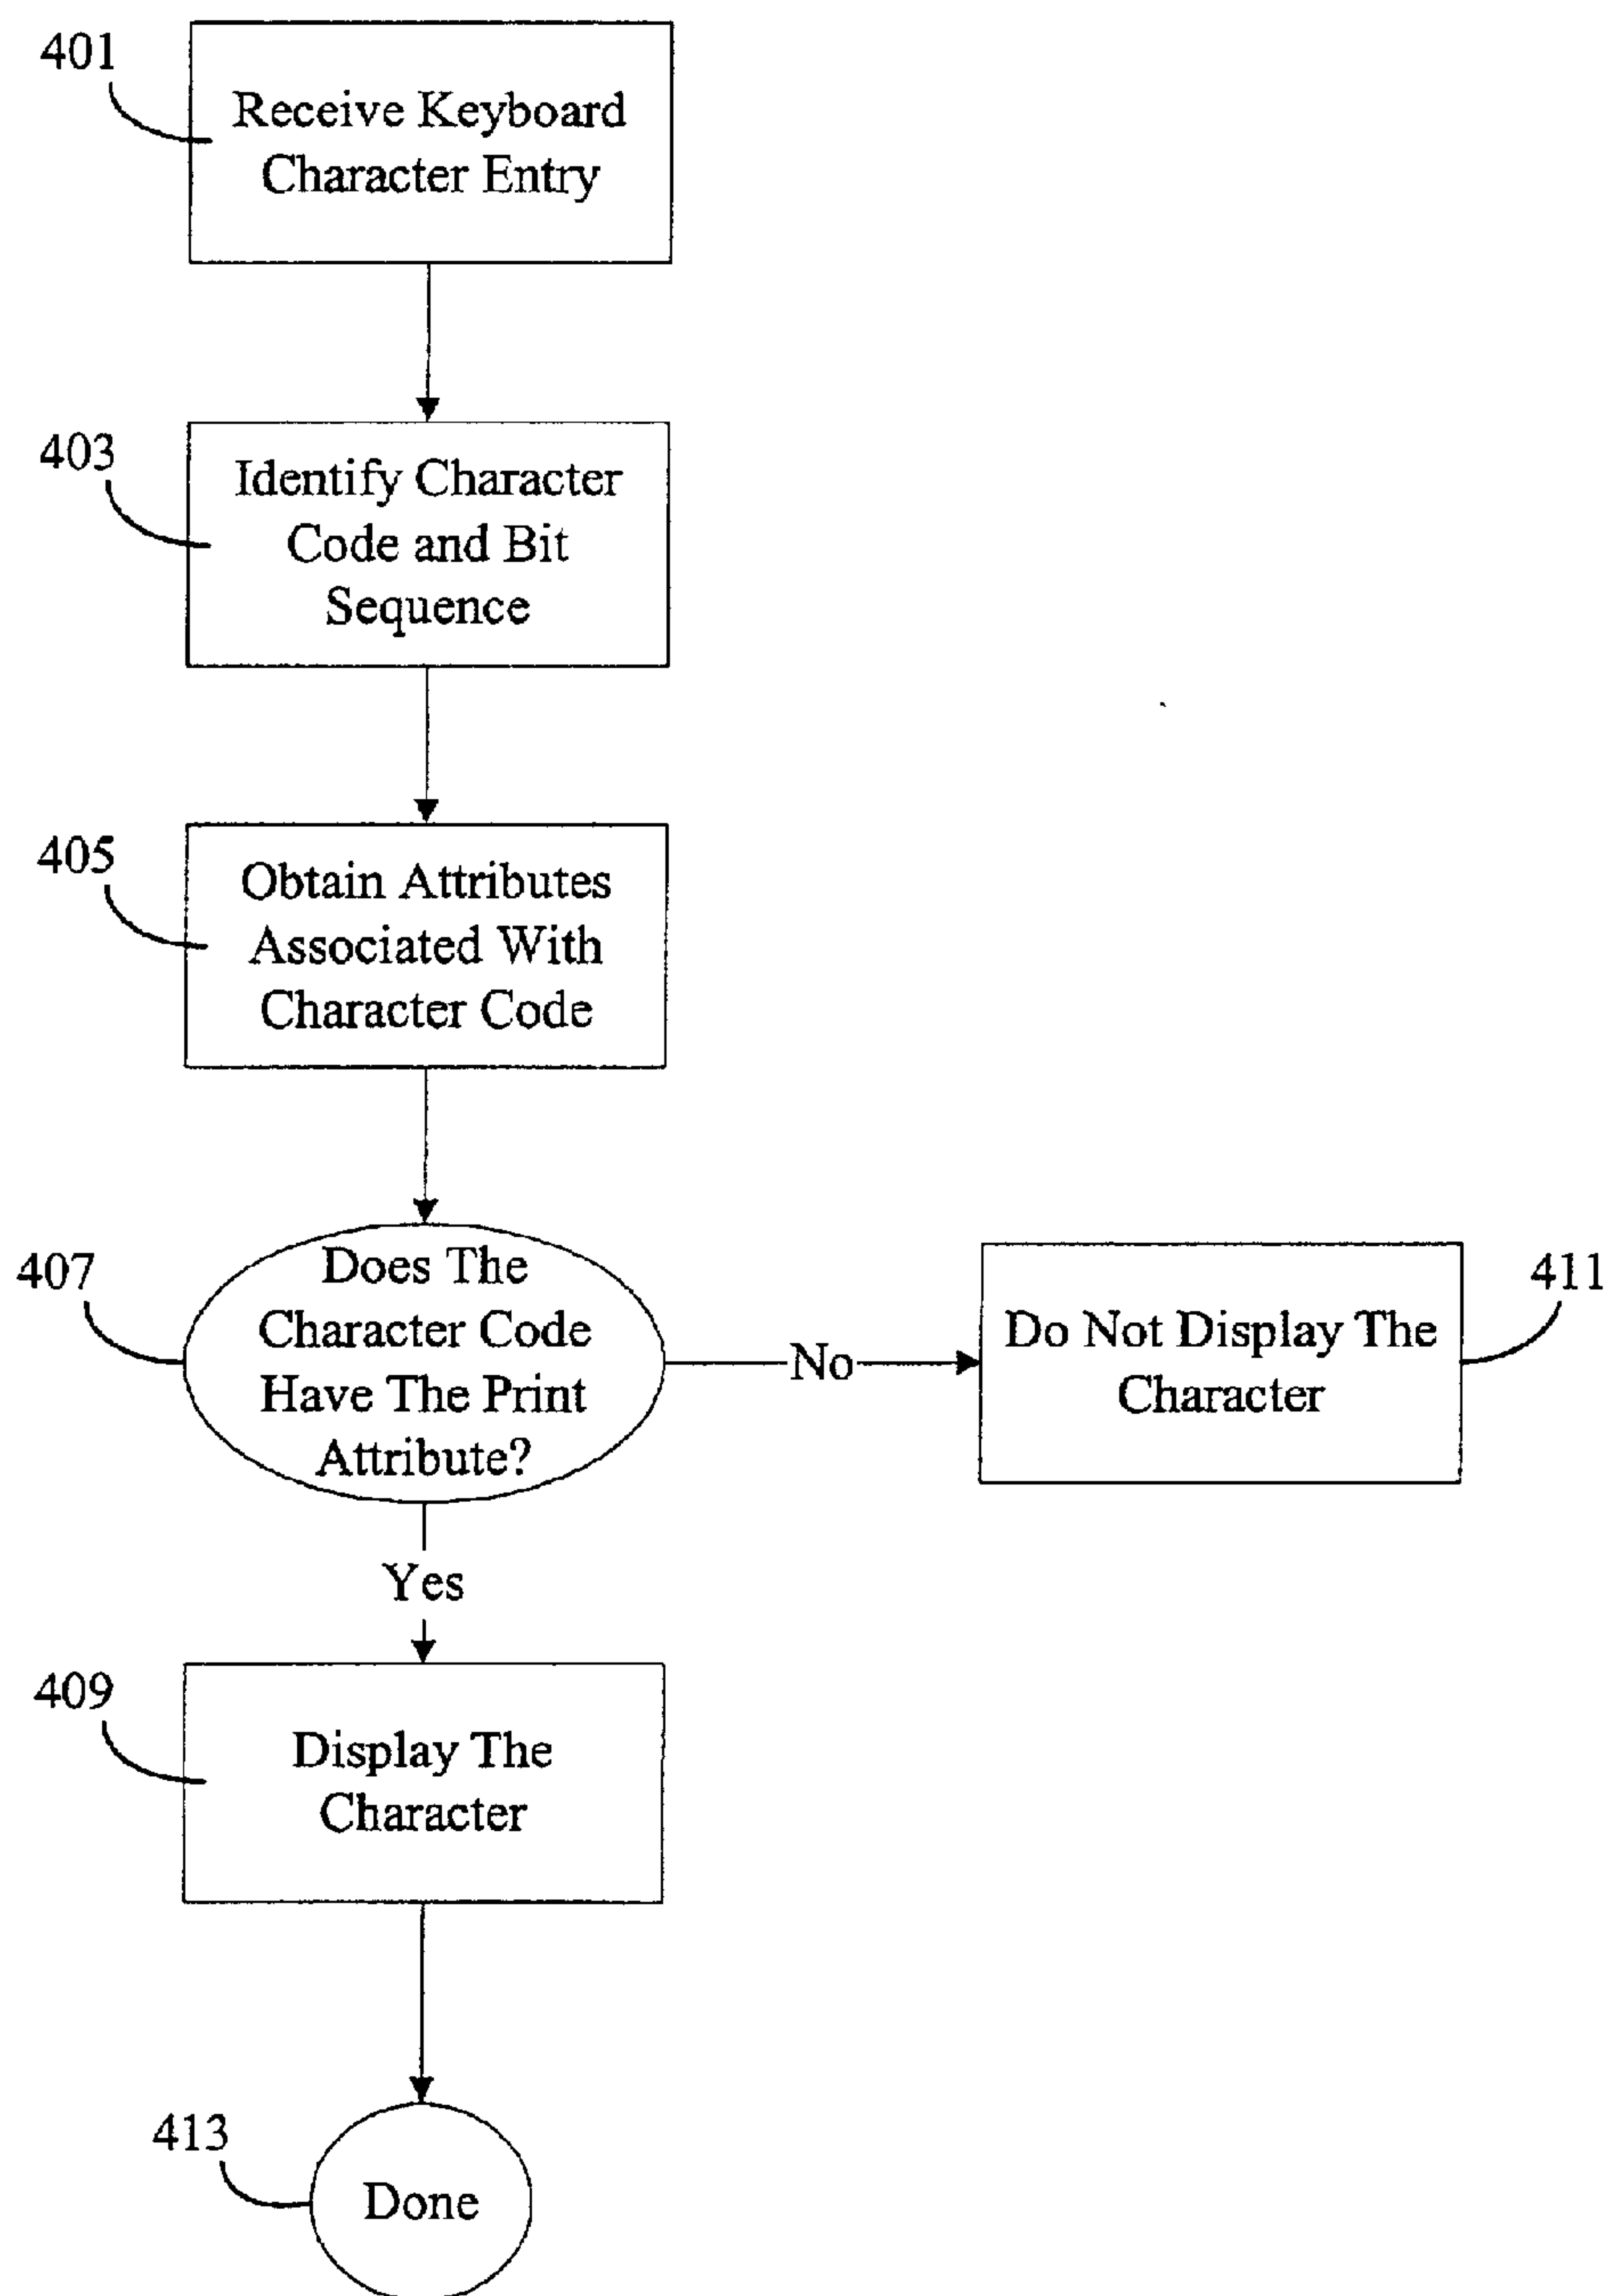 401
Receive Keyboard
Character Entry
403
Identify Character
Code and Bit
Sequence
405
Obtain Attributes
Associated With
Character Code
407
Does The
Character Code
Have The Print
Attribute?
No
Do Not Display The
Character
411
Yes
409
Display The
Character
413
Done